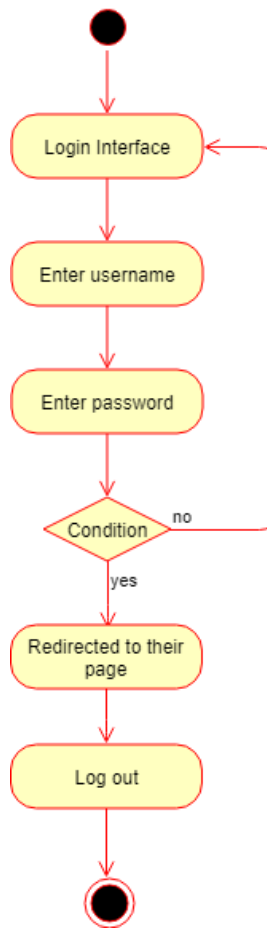 Login Interface
Enter username
Enter password
Condition
no
yes
Redirected to their
page
Log out